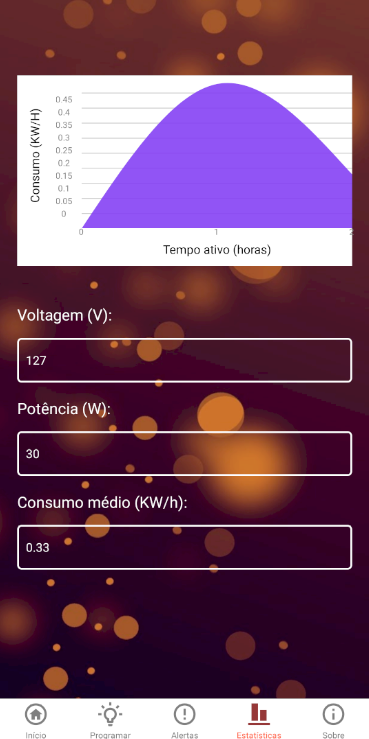 Consumo (KW/H)
0.45
0.4
0.35
0.3
0.25
0.2
0.15
0.1
0.05
0
0 1 2
Tempo ativo (horas)
Voltagem (V):
127
Potência (W):
30
Consumo médio (KW/h):
0.33
Início Programar Alertas Estatísticas Sobre